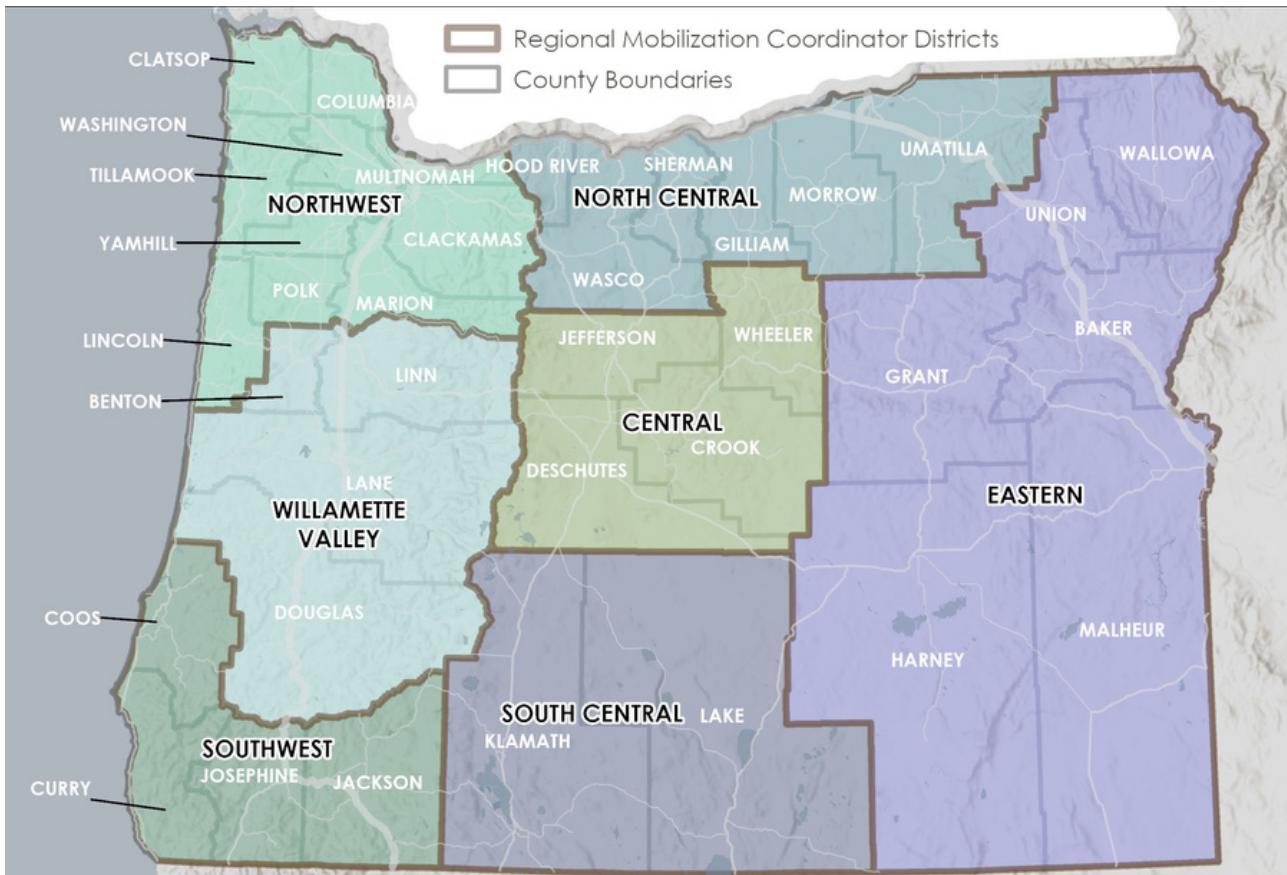 Regional Mobilization Coordinator Districts
County Boundaries
CLATSOP
COLUMBIA
WASHINGTON
TILLAMOOK
MULTNOMAH
NORTHWEST
YAMHILL
CLACKAMAS
POLK
MARION
LINCOLN
BENTON
HOOD RIVER
SHERMAN
UMATILLA
NORTH CENTRAL
MORROW
GILLIAM
WASCO
WALLOWA
UNION
BAKER
GRANT
EASTERN
HARNEY
MALHEUR
JEFFERSON
WHEELER
CENTRAL
CROOK
DESCHUTES
LINN
LANE
WILLAMETTE
VALLEY
DOUGLAS
COOS
SOUTHWEST
JOSEPHINE
JACKSON
CURRY
SOUTH CENTRAL
LAKE
KLAMATH